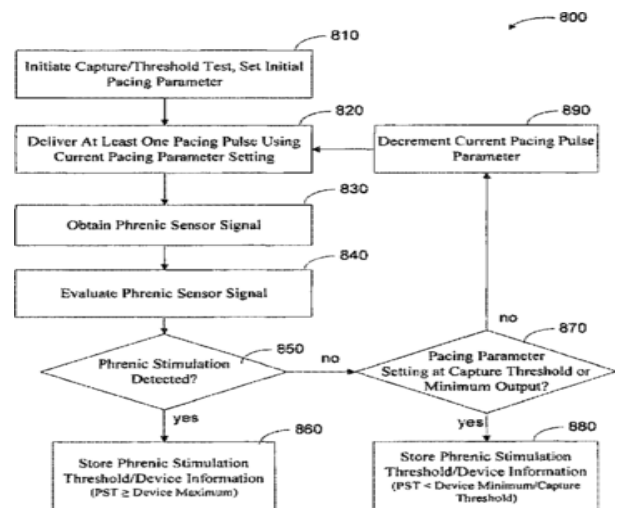 800
810
Initiate Capture/Threshold Test, Set Initial
Pacing Parameter
820
Deliver At Least One Pacing Pulse Using
Current Pacing Parameter Setting
890
Decrement Current Pacing Pulse
Parameter
830
Obtain Phrenic Sensor Signal
840
Evaluate Phrenic Sensor Signal
850
Phrenic Stimulation
Detected?
no
yes
no
870
Pacing Parameter
Setting at Capture Threshold or
Minimum Output?
yes
860
Store Phrenic Stimulation
Threshold/Device Information
(PST ≥ Device Maximum)
880
Store Phrenic Stimulation
Threshold/Device Information
(PST < Device Minimum/Capture
Threshold)